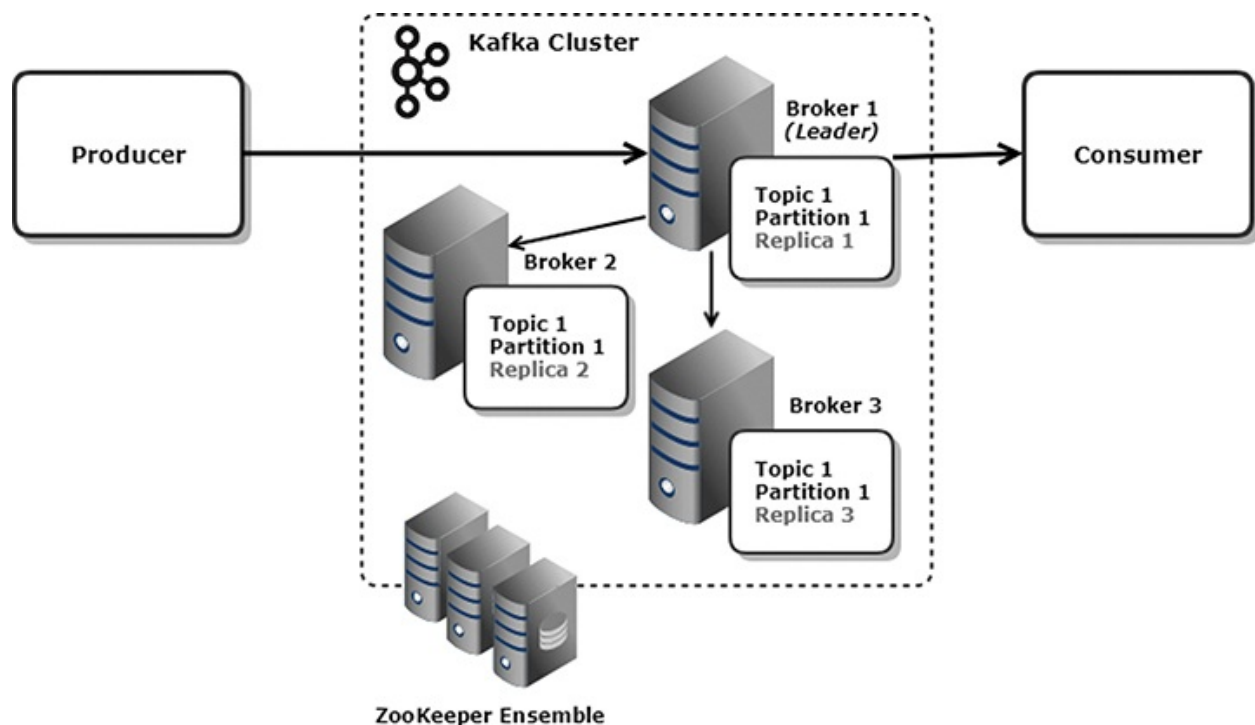 Kafka Cluster
Producer
Broker 1
(Leader)
Topic 1
Partition 1
Replica 1
Consumer
Broker 2
Topic 1
Partition 1
Replica 2
Broker 3
Topic 1
Partition 1
Replica 3
ZooKeeper Ensemble